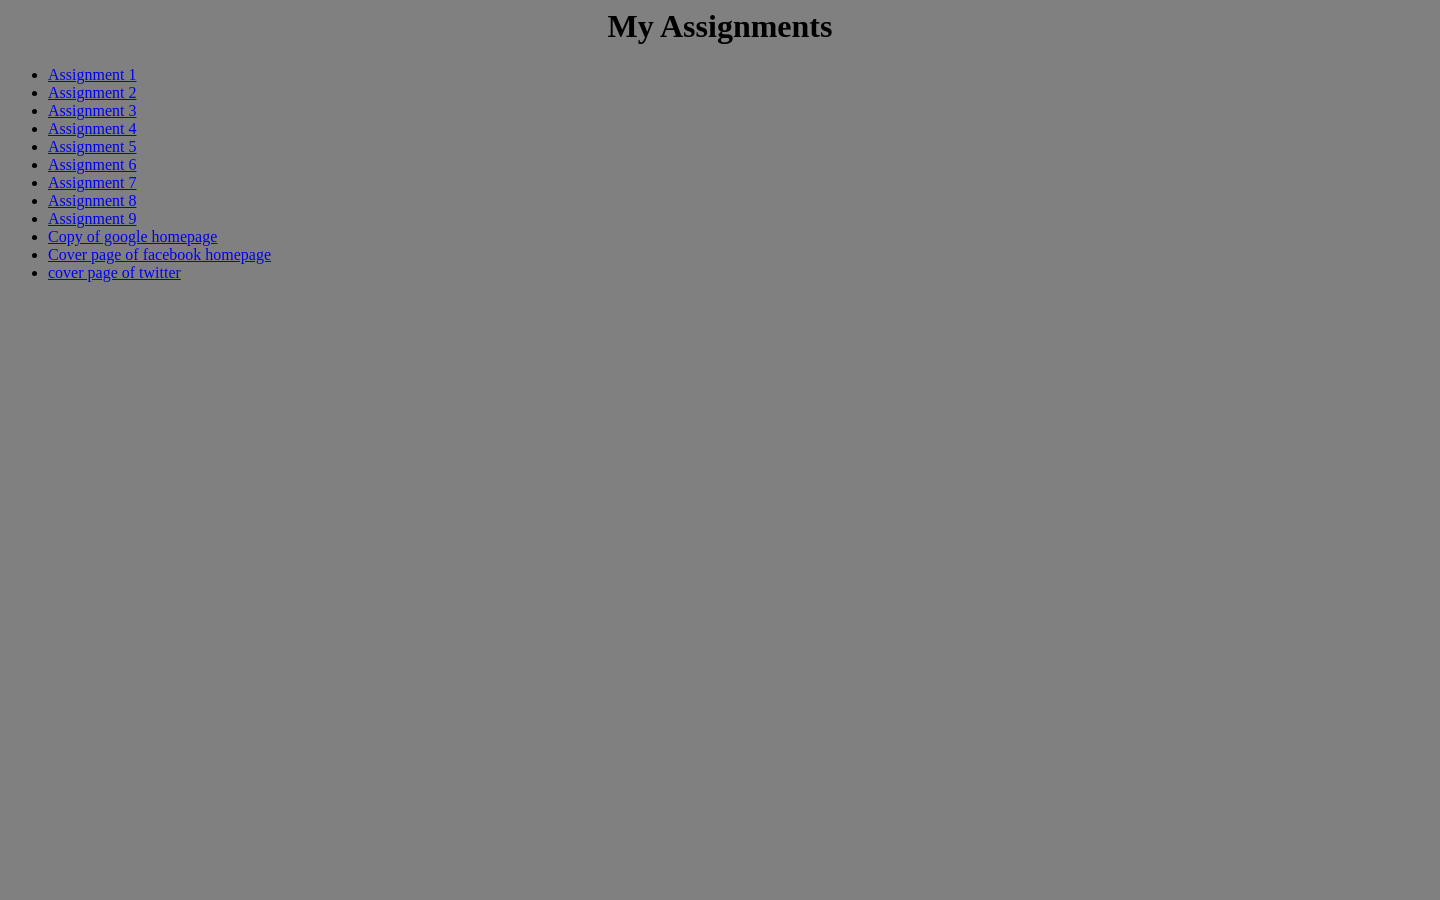 My Assignments
Assignment 1
Assignment 2
Assignment 3
Assignment 4
Assignment 5
Assignment 6
Assignment 7
Assignment 8
Assignment 9
Copy of google homepage
Cover page of facebook homepage
cover page of twitter